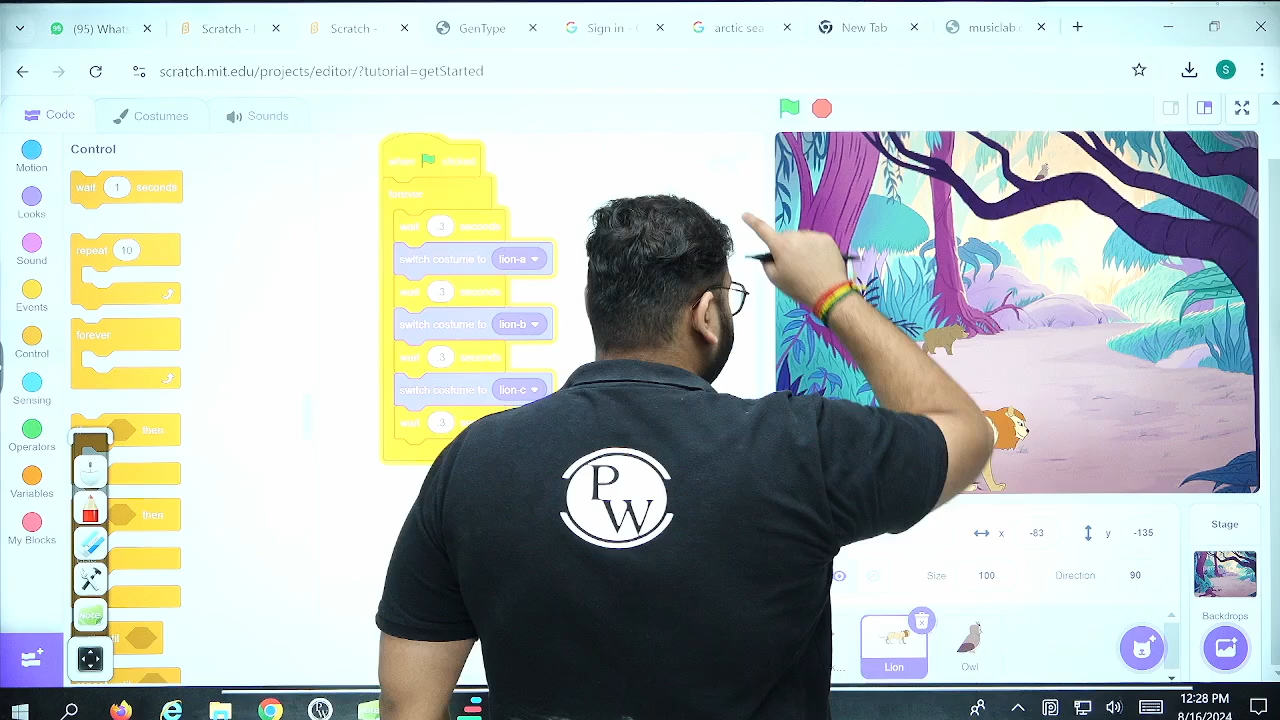 (95) Whats
Scratch -
Scratch -
GenType
Sign in -
arctic sea
New Tab
musiclab.c
scratch.mit.edu/projects/editor/?tutorial=getStarted
S
Code
Costumes
Sounds
Motion
Looks
Sound
Events
Control
Sensing
Operators
Variables
My Blocks
Control
wait 1 seconds
repeat 10
forever
then
then
when clicked
forever
wait .3 seconds
switch costume to lion-a
wait .3 seconds
switch costume to lion-b
wait .3 seconds
switch costume to lion-c
wait .3
PW
x -83 y -135
Size 100 Direction 90
Lion
Owl
Stage
Backdrops
12:28 PM
8/16/2024